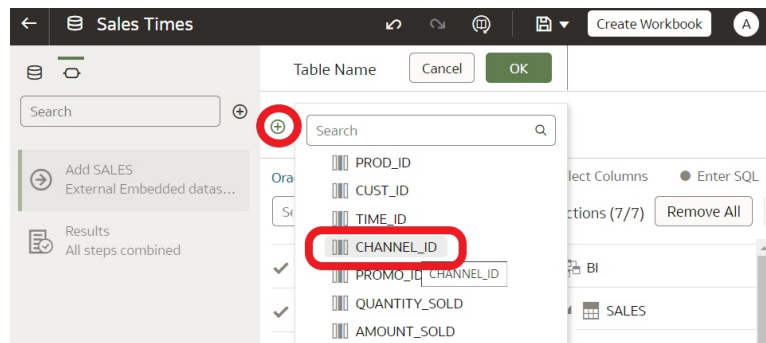 Sales Times
Create Workbook
A
Table Name
Cancel
OK
Search
Add SALES
External Embedded datas...
Results
All steps combined
Search
PROD_ID
CUST_ID
TIME_ID
CHANNEL_ID
PROMO_ID
CHANNEL_ID
QUANTITY_SOLD
AMOUNT_SOLD
Ora
Se
lect Columns
Enter SQL
ctions (7/7)
Remove All
BI
SALES